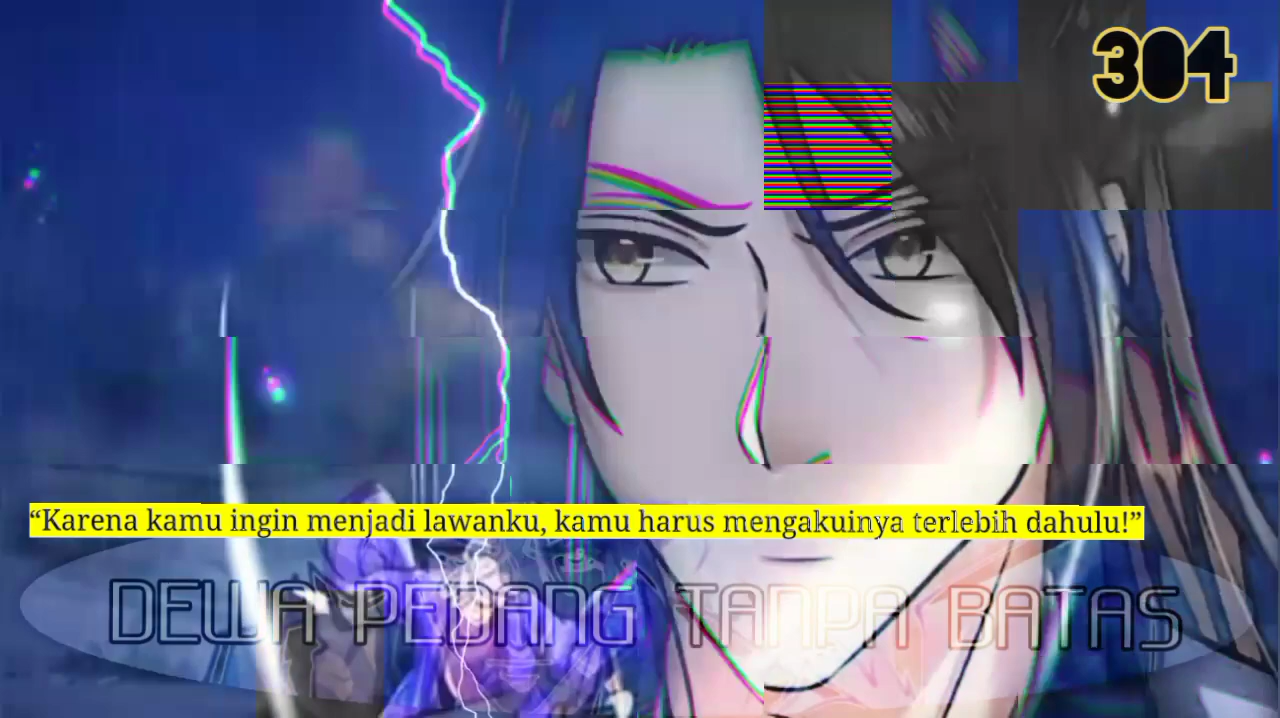 304
“Karena kamu ingin menjadi lawanku, kamu harus mengakuinya terlebih dahulu!”
DEWA PEDANG TANPA BATAS